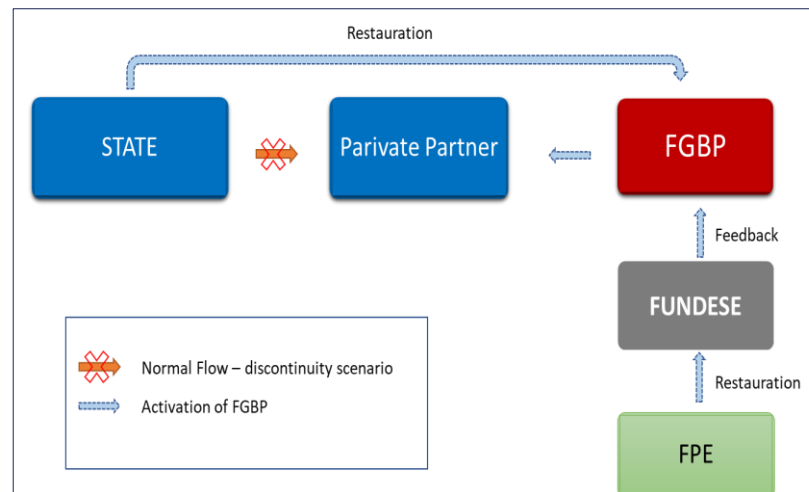 Restauration
STATE
Parivate Partner
FGBP
Feedback
FUNDESE
Restauration
FPE
Normal Flow – discontinuity scenario
Activation of FGBP